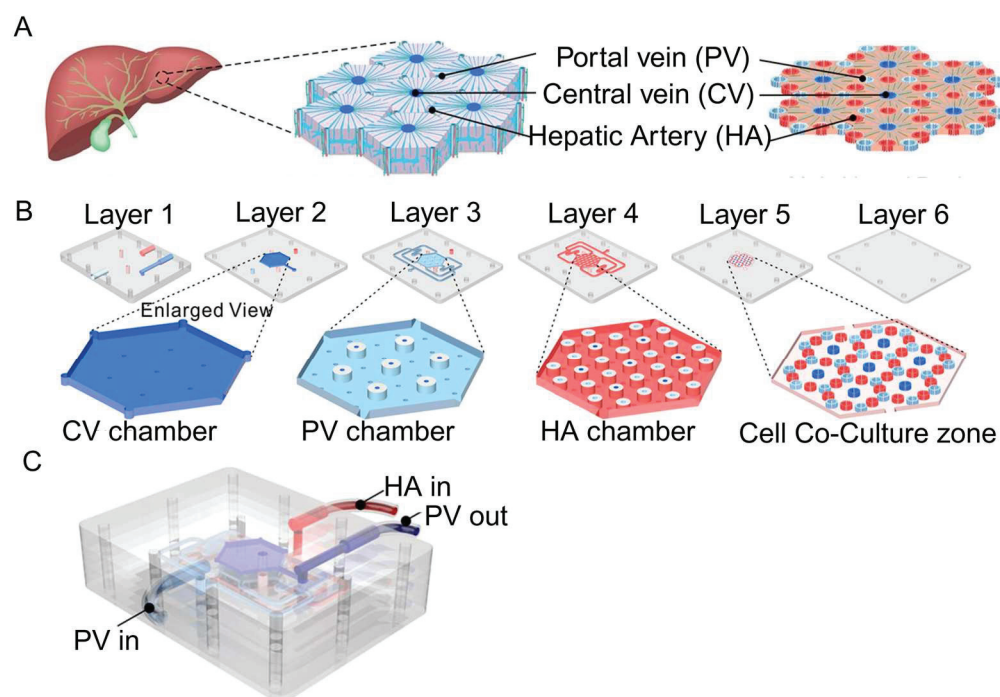 A
Portal vein (PV)
Central vein (CV)
Hepatic Artery (HA)
B
Layer 1
Layer 2
Layer 3
Layer 4
Layer 5
Layer 6
Enlarged View
CV chamber
PV chamber
HA chamber
Cell Co-Culture zone
C
HA in
PV out
PV in